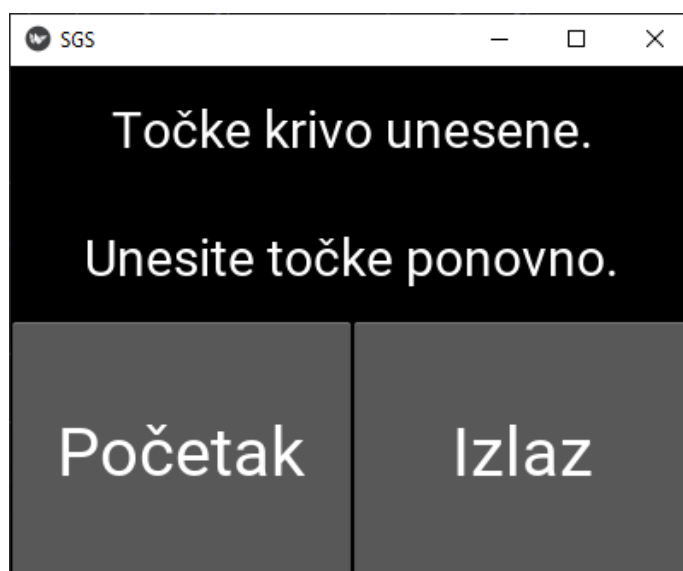 SGS
Točke krivo unesene.
Unesite točke ponovno.
Početak
Izlaz